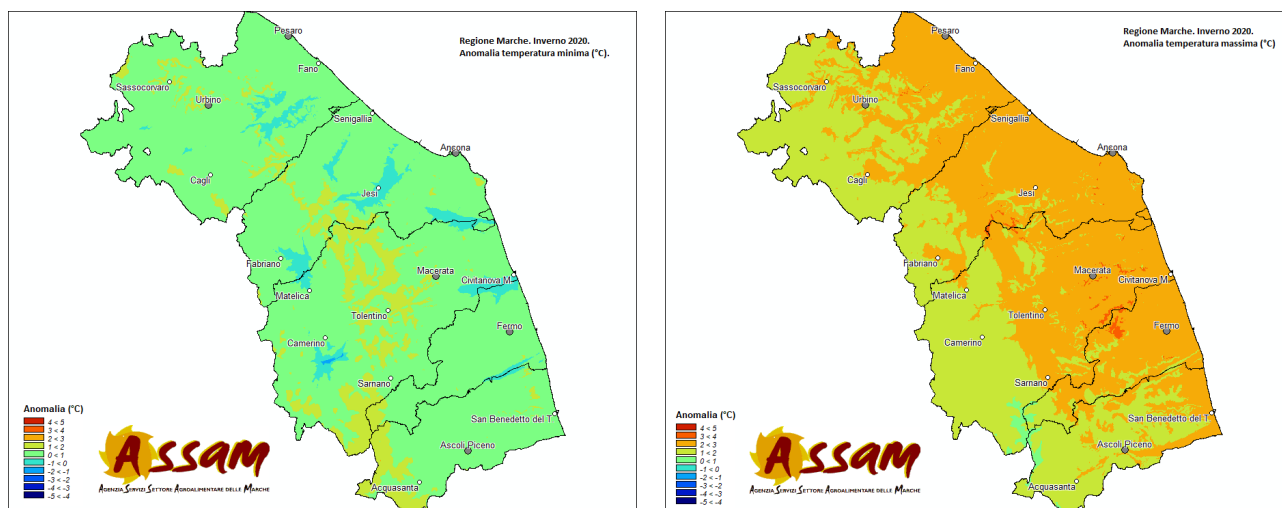 Regione Marche. Inverno 2020.
Anomalia temperatura minima (°C).
Pesaro
Fano
Sassocorvaro
Urbino
Senigallia
Ancona
Cagli
Jesi
Fabriano
Macerata
Civitanova M
Matelica
Tolentino
Fermo
Camerino
Sarnano
San Benedetto del T
Ascoli Piceno
Acquasanta
Anomalia (°C)
4 < 5
3 < 4
2 < 3
1 < 2
0 < 1
-1 < 0
-2 < -1
-3 < -2
-4 < -3
-5 < -4
ASSAM
AGENZIA SERVIZI SETTORE AGROALIMENTARE DELLE MARCHE
Regione Marche. Inverno 2020.
Anomalia temperatura massima (°C)
Pesaro
Fano
Sassocorvaro
Urbino
Senigallia
Ancona
Cagli
Jesi
Fabriano
Macerata
Civitanova M
Matelica
Tolentino
Fermo
Camerino
Sarnano
San Benedetto del T
Ascoli Piceno
Acquasanta
Anomalia (°C)
4 < 5
3 < 4
2 < 3
1 < 2
0 < 1
-1 < 0
-2 < -1
-3 < -2
-4 < -3
-5 < -4
ASSAM
AGENZIA SERVIZI SETTORE AGROALIMENTARE DELLE MARCHE